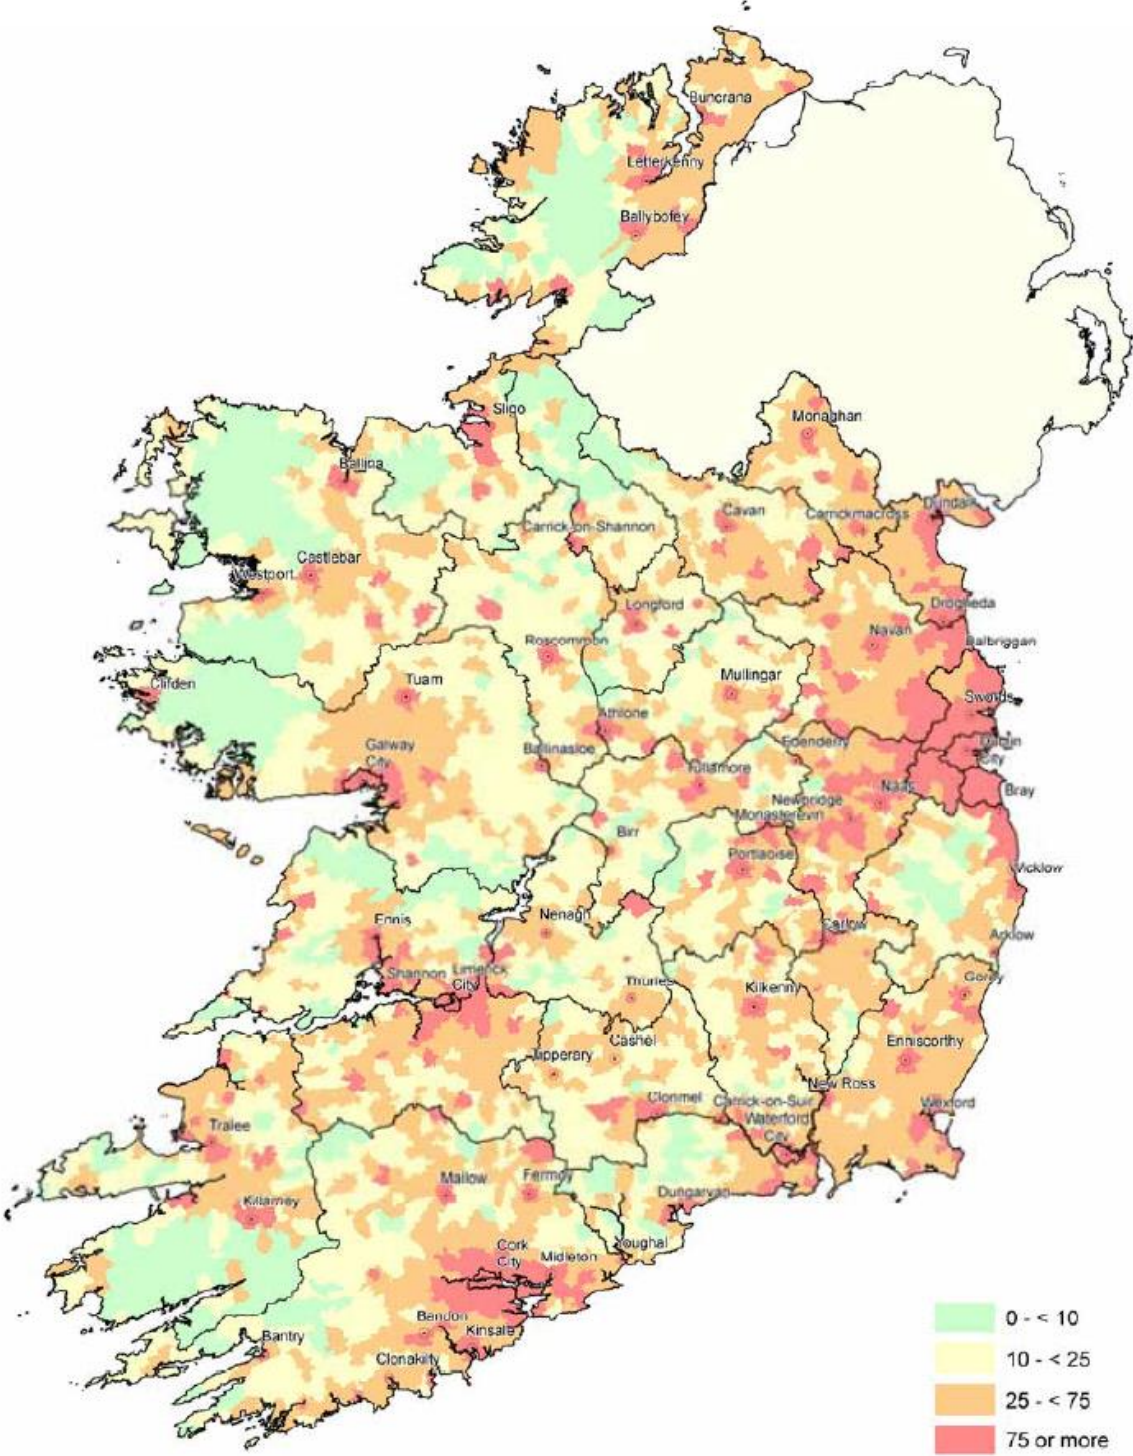 Buncrana
Letterkenny
Ballybofey
Sligo
Monaghan
Ballina
Cavan
Carrickmacross
Dundalk
Carrick-on-Shannon
Castlebar
Westport
Longford
Drogheda
Navan
Balbriggan
Roscommon
Clifden
Tuam
Mullingar
Swords
Athlone
Galway
City
Ballinasloe
Edenderry
Dublin
City
Tullamore
Naas
Bray
Newbridge
Monasterevin
Birr
Portlaoise
Wicklow
Ennis
Nenagh
Carlow
Arklow
Shannon
Limerick
City
Thurles
Kilkenny
Gorey
Cashel
Tipperary
Enniscorthy
New Ross
Clonmel
Carrick-on-Suir
Wexford
Waterford
City
Tralee
Mallow
Fermoy
Dungarvan
Killarney
Youghal
Cork
City
Midleton
Bandon
Kinsale
Bantry
Clonakilty
0 - < 10
10 - < 25
25 - < 75
75 or more